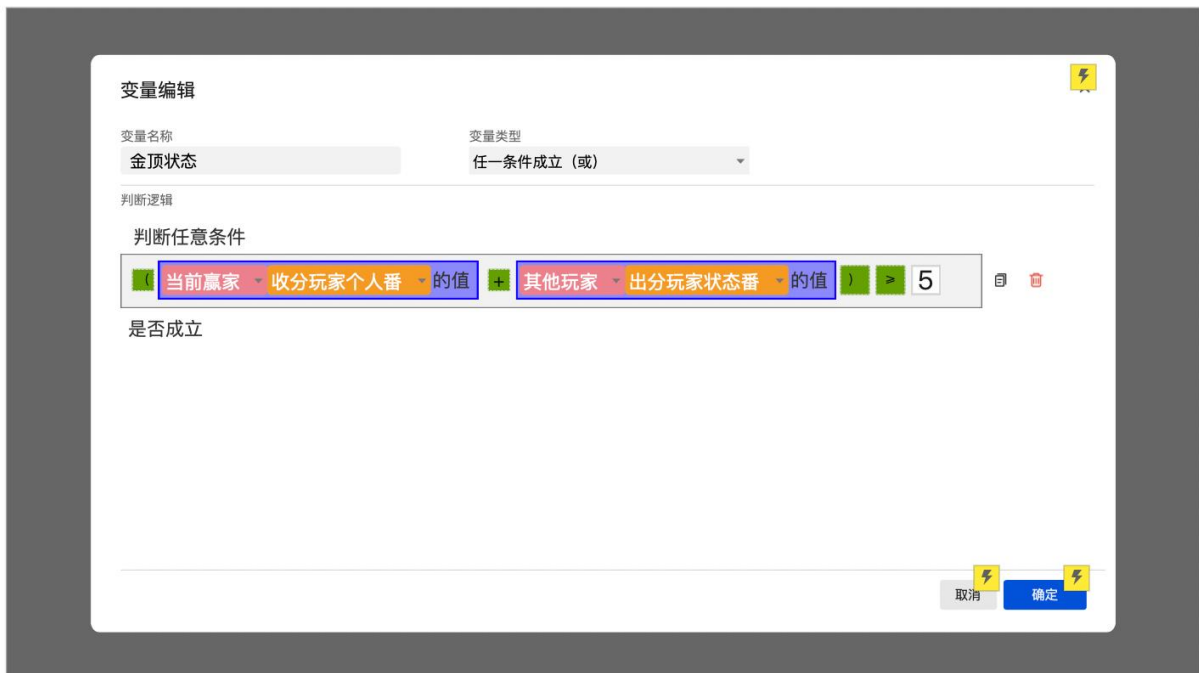 变量编辑
变量名称 变量类型
金顶状态 任一条件成立（或）
判断逻辑
判断任意条件
( 当前赢家 收分玩家个人番 的值 + 其他玩家 出分玩家状态番 的值 ) ≥ 5
是否成立
取消 确定